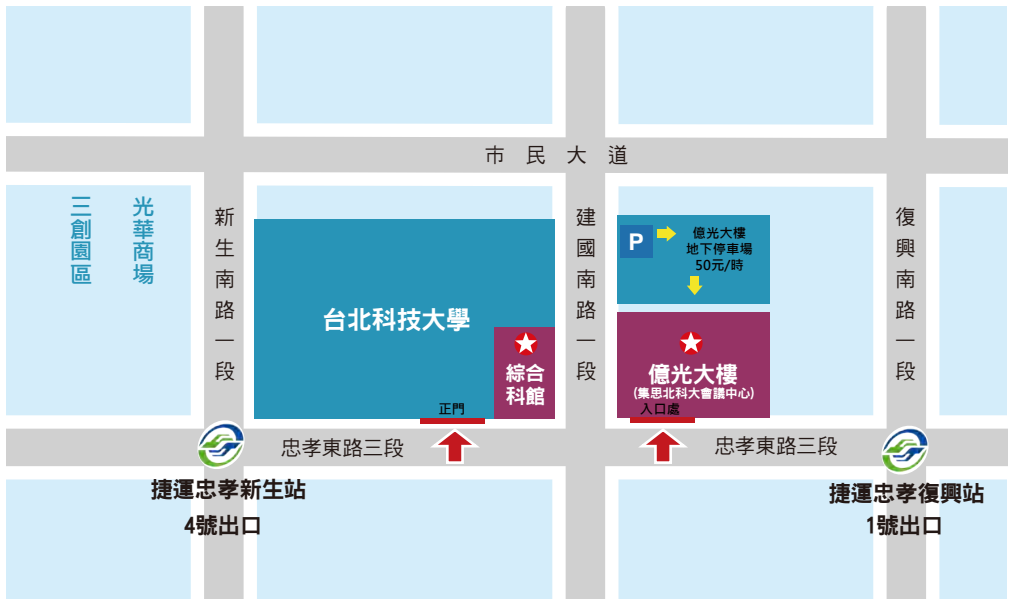 市民大道
三創園區
光華商場
新生南路一段
建國南路一段
復興南路一段
P
億光大樓
地下停車場
50元/時
台北科技大學
綜合
科館
正門
億光大樓
(集思北科大會議中心)
入口處
忠孝東路三段
忠孝東路三段
捷運忠孝新生站
4號出口
捷運忠孝復興站
1號出口